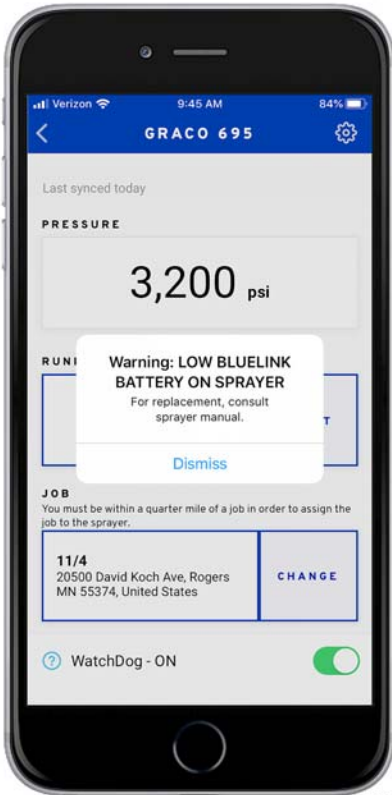 Verizon 9:45 AM 84%
GRACO 695
Last synced today
PRESSURE
3,200 psi
RUN
Warning: LOW BLUELINK
BATTERY ON SPRAYER
For replacement, consult
sprayer manual.
T
Dismiss
JOB
You must be within a quarter mile of a job in order to assign the
job to the sprayer.
11/4
20500 David Koch Ave, Rogers
MN 55374, United States
CHANGE
? WatchDog - ON